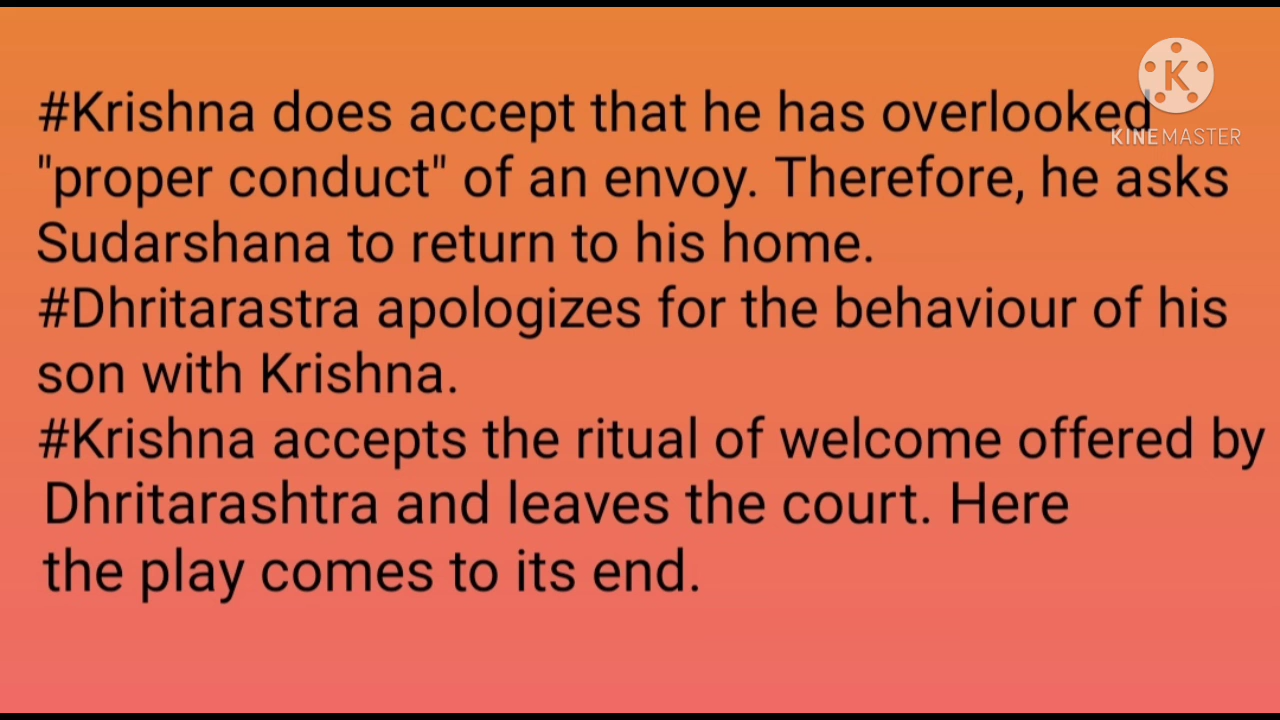 #Krishna does accept that he has overlooked
"proper conduct" of an envoy. Therefore, he asks
Sudarshana to return to his home.
#Dhritarastra apologizes for the behaviour of his
son with Krishna.
#Krishna accepts the ritual of welcome offered by
Dhritarashtra and leaves the court. Here
the play comes to its end.
K
KINEMASTER